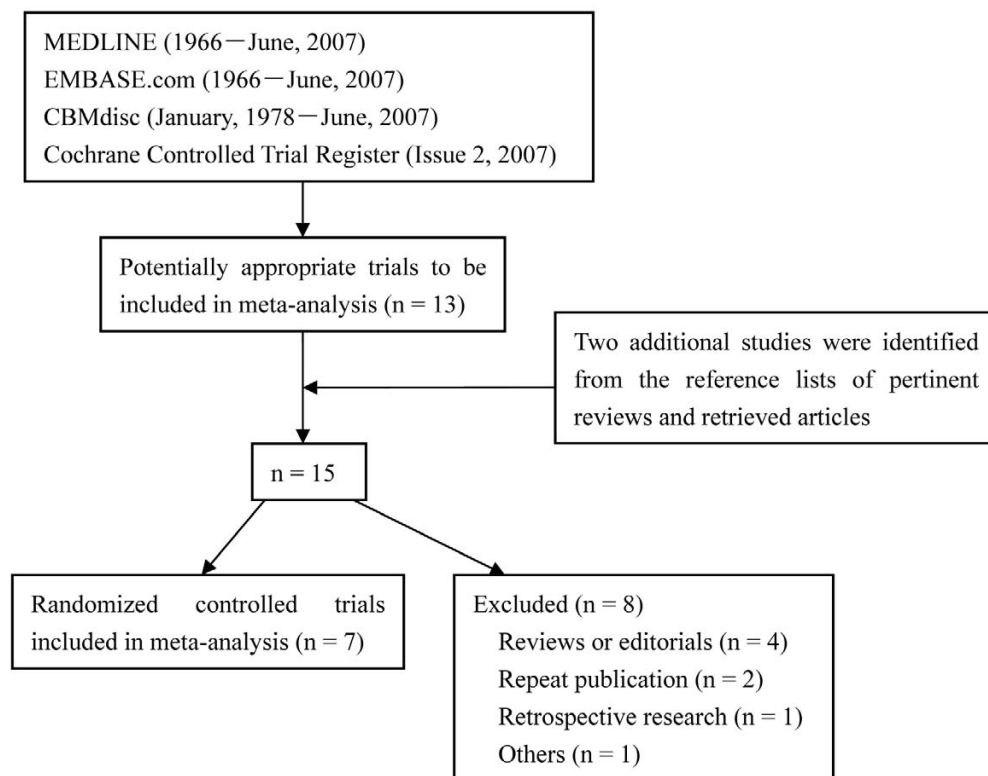 MEDLINE (1966－June, 2007)
EMBASE.com (1966－June, 2007)
CBMdisc (January, 1978－June, 2007)
Cochrane Controlled Trial Register (Issue 2, 2007)
Potentially appropriate trials to be
included in meta-analysis (n = 13)
Two additional studies were identified
from the reference lists of pertinent
reviews and retrieved articles
n = 15
Randomized controlled trials
included in meta-analysis (n = 7)
Excluded (n = 8)
Reviews or editorials (n = 4)
Repeat publication (n = 2)
Retrospective research (n = 1)
Others (n = 1)